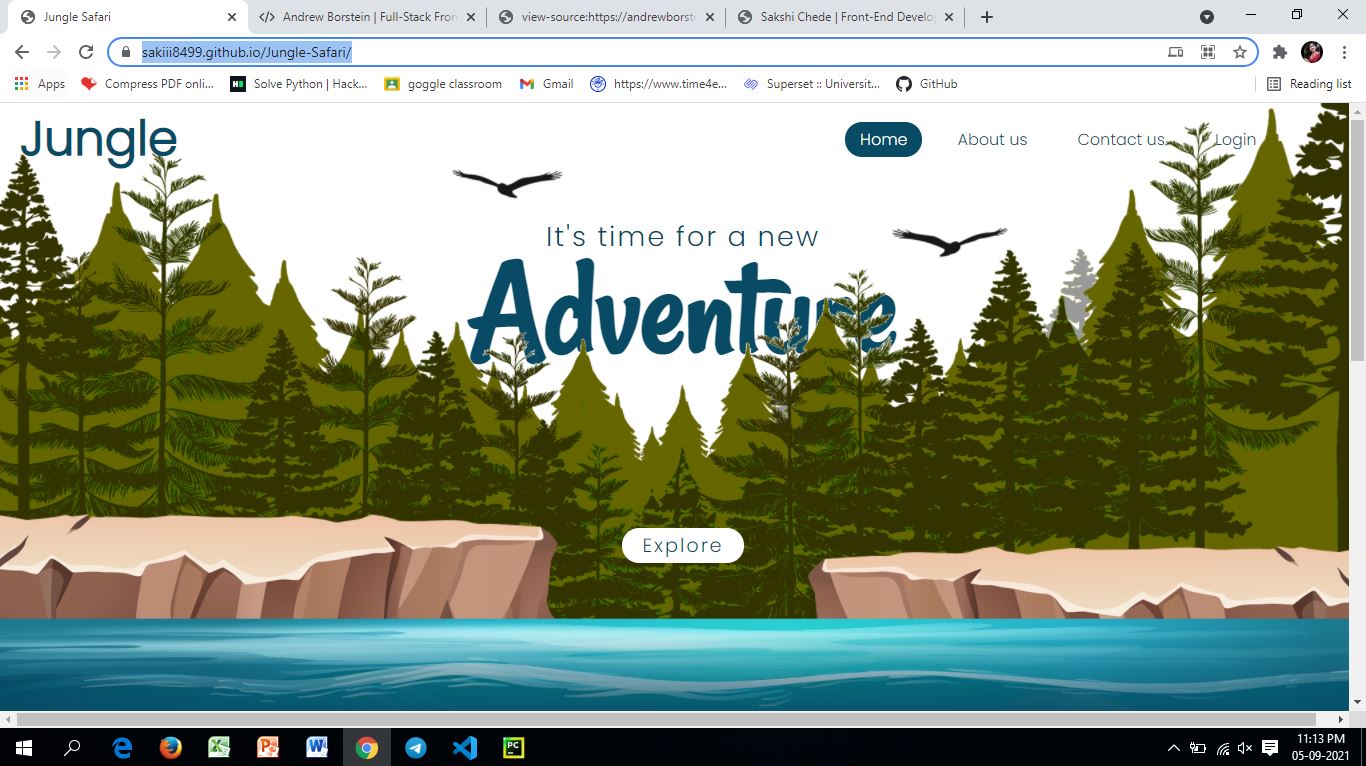 Jungle Safari
Andrew Borstein | Full-Stack Fron
view-source:https://andrewborste
Sakshi Chede | Front-End Develop
sakiii8499.github.io/Jungle-Safari/
Apps
Compress PDF onli...
Solve Python | Hack...
goggle classroom
Gmail
https://www.time4e...
Superset :: Universit...
GitHub
Reading list
Jungle
Home
About us
Contact us
Login
It's time for a new
Adventure
Explore
11:13 PM
05-09-2021